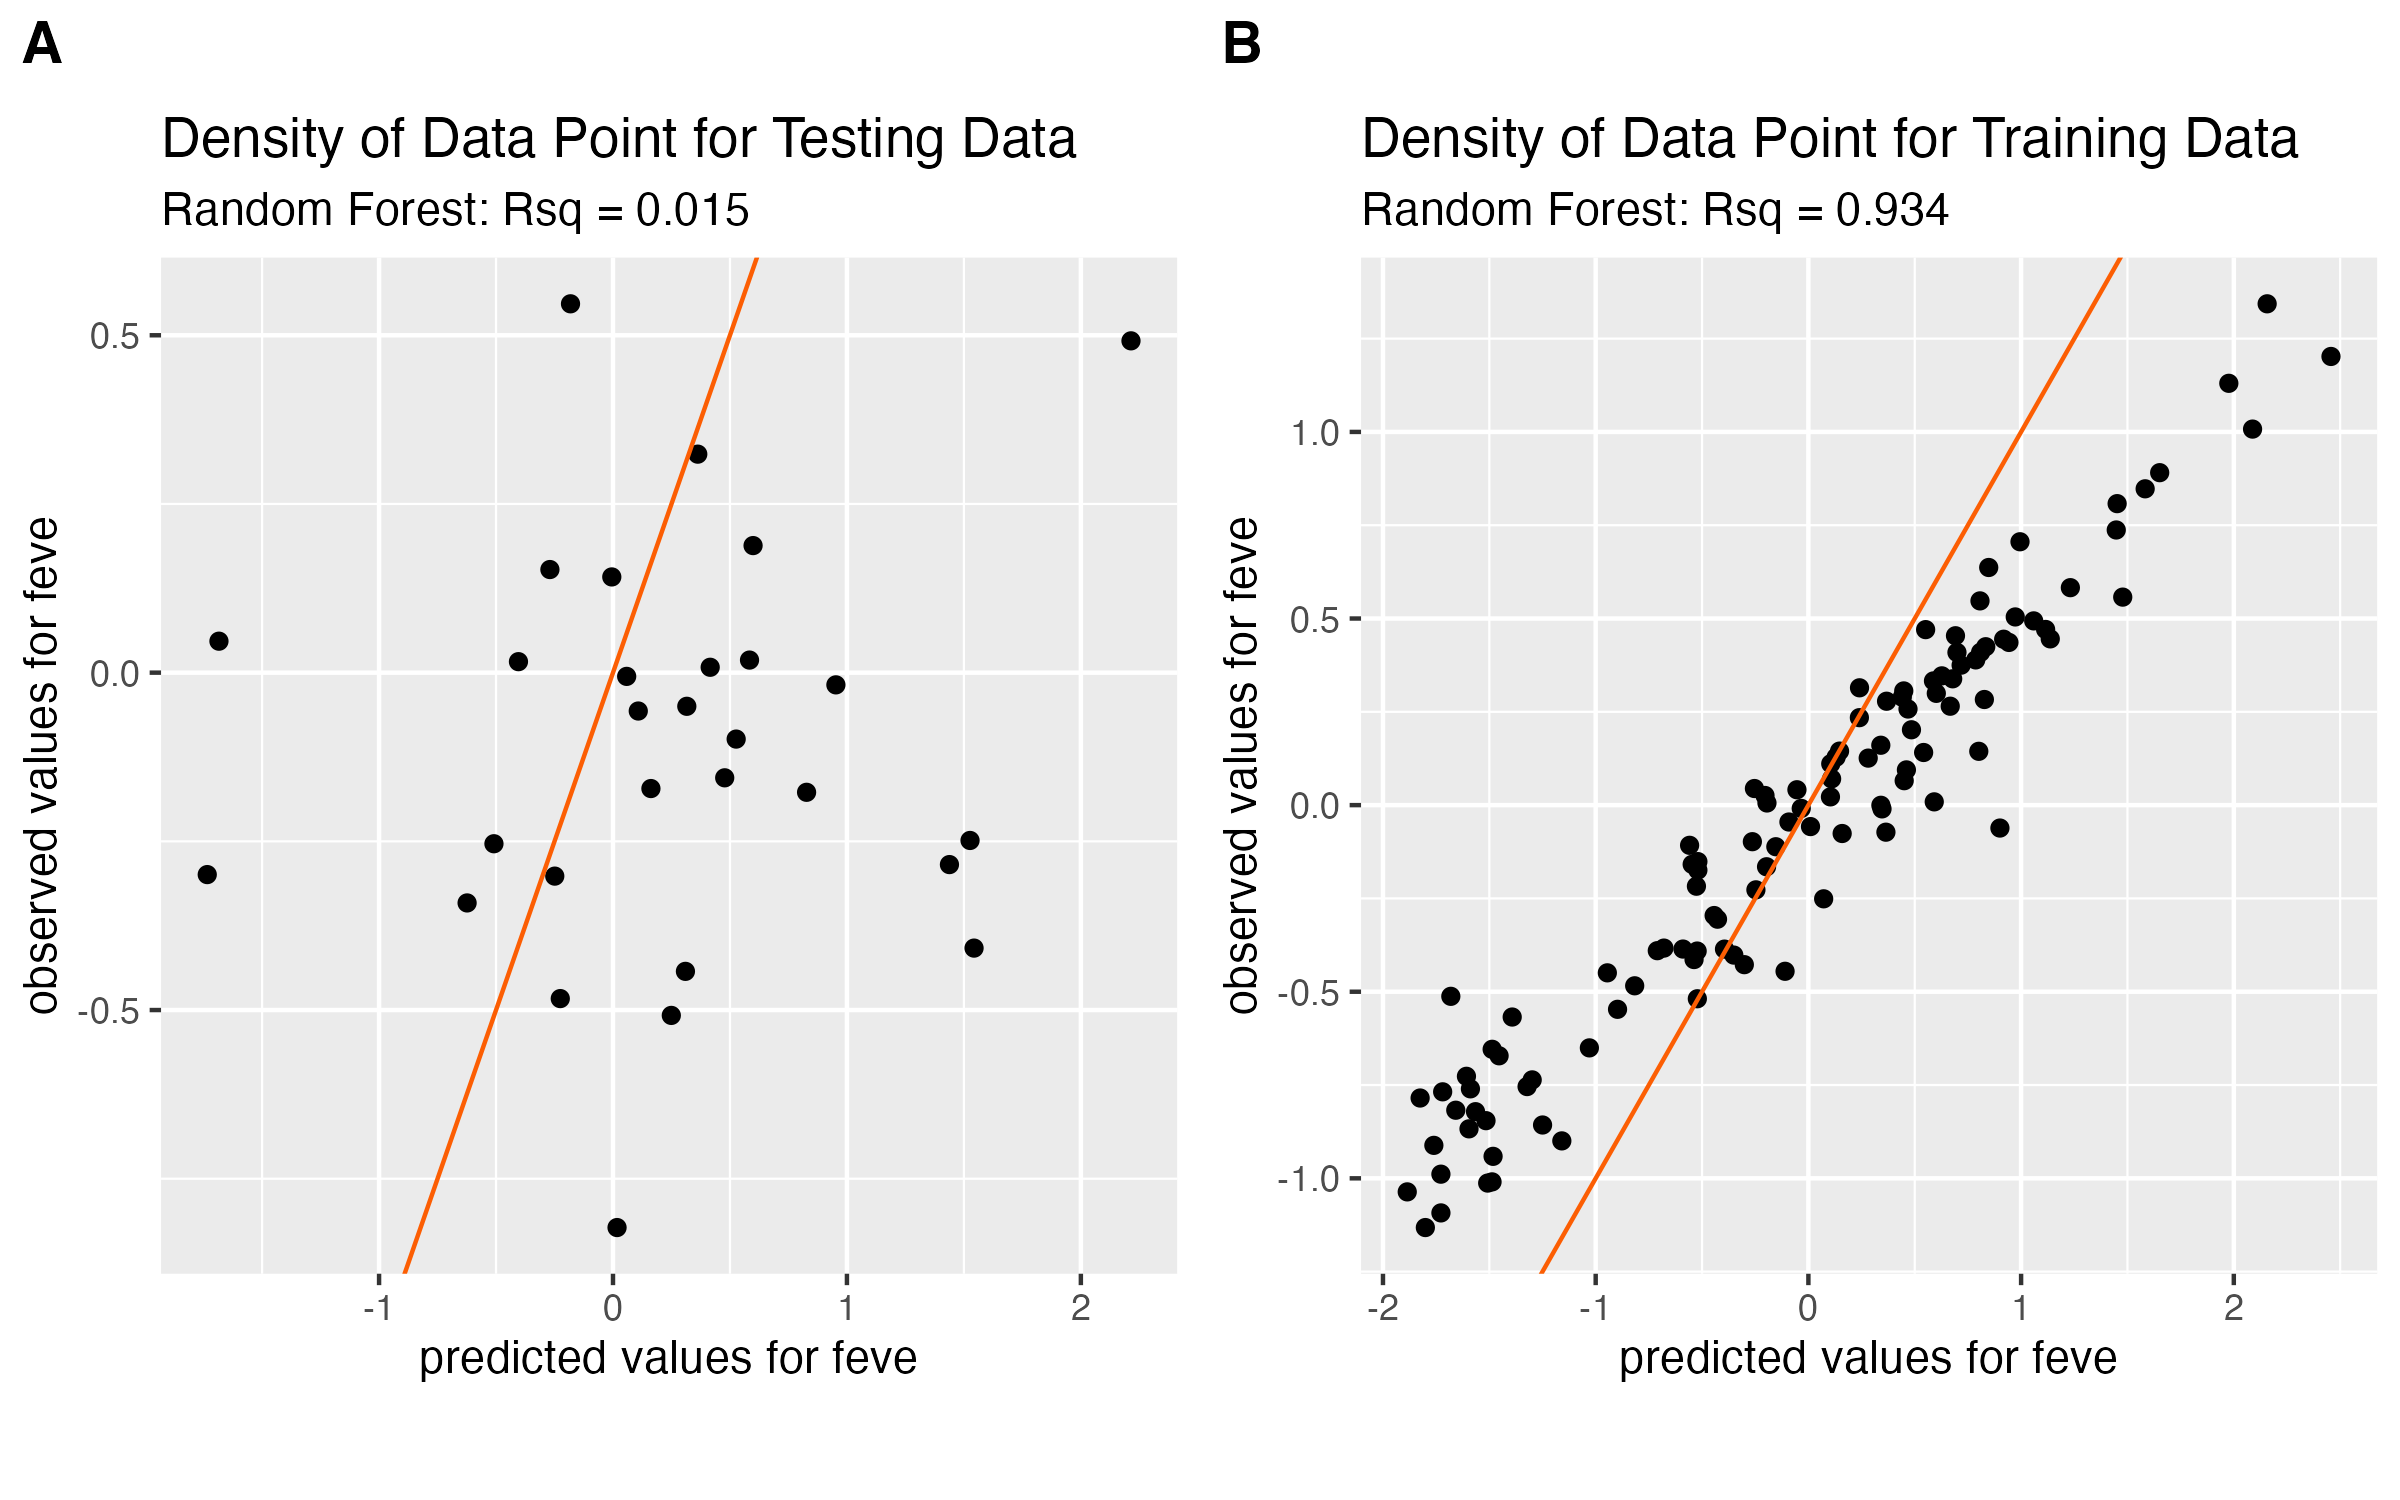 A
Density of Data Point for Testing Data
Random Forest: Rsq = 0.015
observed values for feve
0.5
0.0
-0.5
-1
0
1
2
predicted values for feve
B
Density of Data Point for Training Data
Random Forest: Rsq = 0.934
observed values for feve
1.0
0.5
0.0
-0.5
-1.0
-2
-1
0
1
2
predicted values for feve